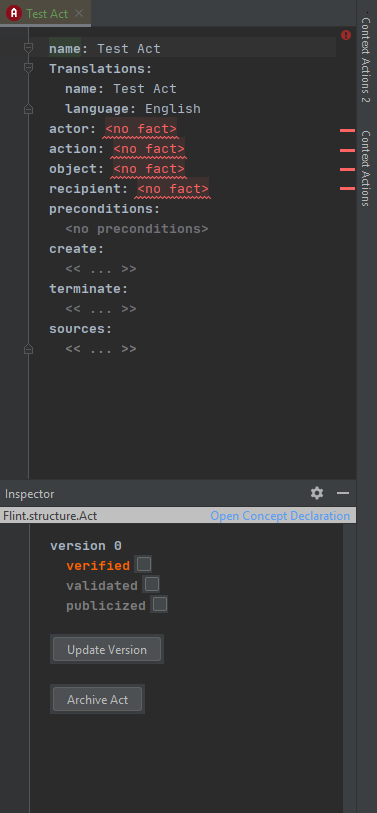 A Test Act ×
name: Test Act
Translations:
name: Test Act
language: English
actor: <no fact>
action: <no fact>
object: <no fact>
recipient: <no fact>
preconditions:
<no preconditions>
create:
<< ... >>
terminate:
<< ... >>
sources:
<< ... >>
Context Actions 2
Context Actions
Inspector
Flint.structure.Act Open Concept Declaration
version 0
verified
validated
publicized
Update Version
Archive Act